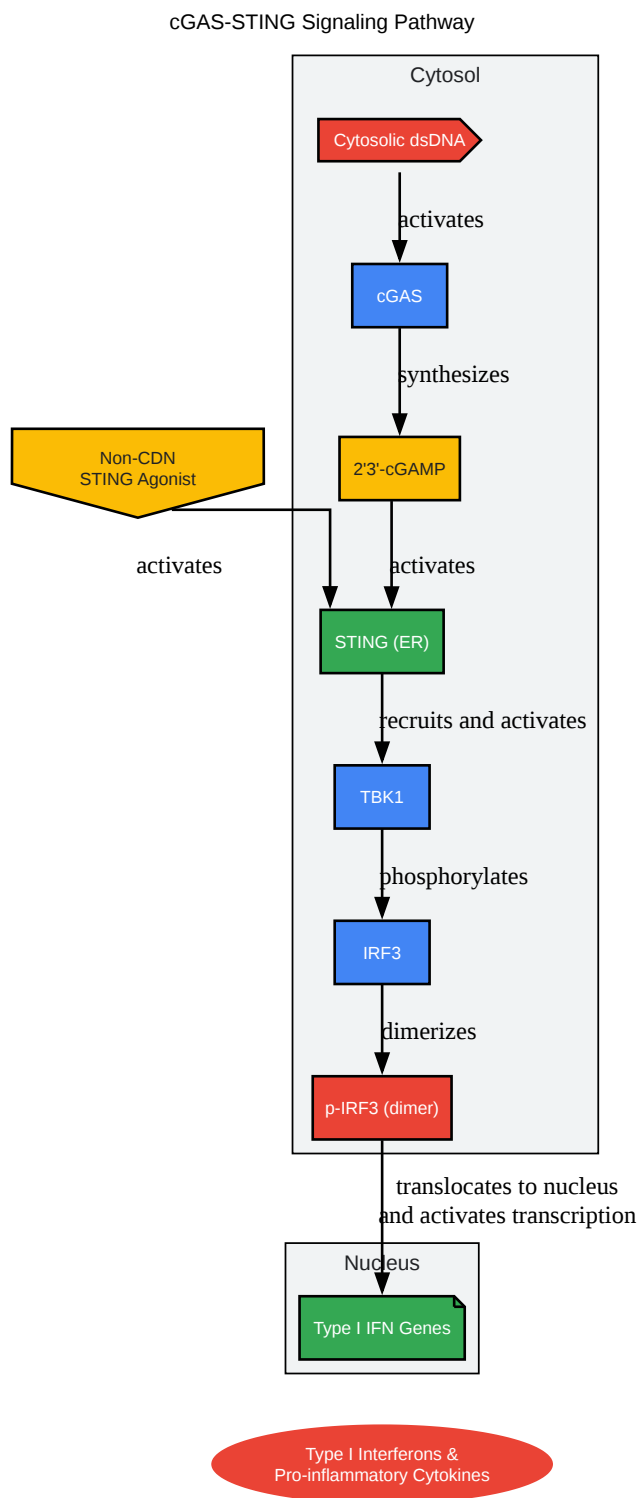 cGAS-STING Signaling Pathway
Cytosol
Cytosolic dsDNA
activates
cGAS
synthesizes
Non-CDN
STING Agonist
2'3'-cGAMP
activates
activates
STING (ER)
recruits and activates
TBK1
phosphorylates
IRF3
dimerizes
p-IRF3 (dimer)
translocates to nucleus
and activates transcription
Nucleus
Type I IFN Genes
Type I Interferons &
Pro-inflammatory Cytokines